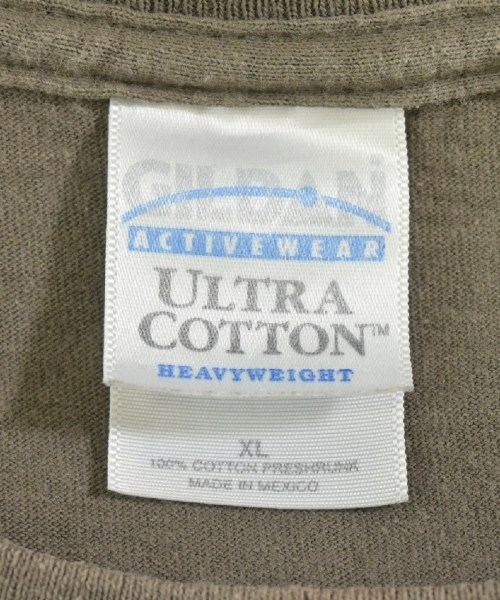 GILDAN
ACTIVEWEAR
ULTRA
COTTON™
HEAVYWEIGHT
XL
100% COTTON PRESHRUNK
MADE IN MEXICO